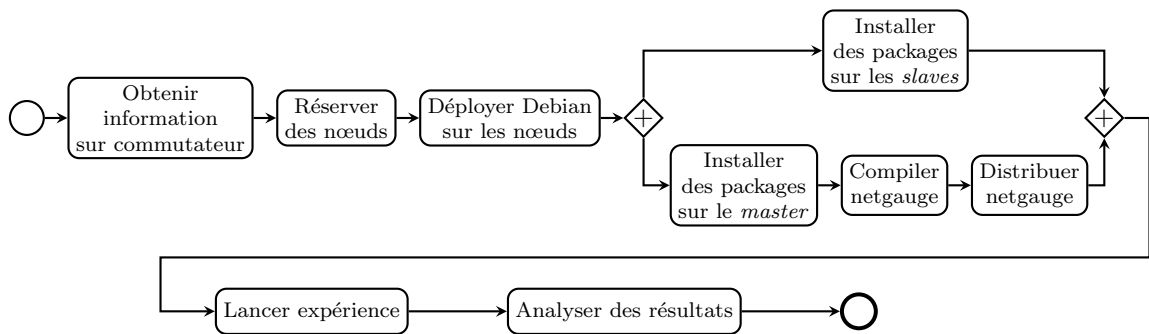 Obtenir
information
sur commutateur
Réserver
des nœuds
Déployer Debian
sur les nœuds
+
Installer
des packages
sur les slaves
Installer
des packages
sur le master
Compiler
netgauge
Distribuer
netgauge
+
Lancer expérience
Analyser des résultats